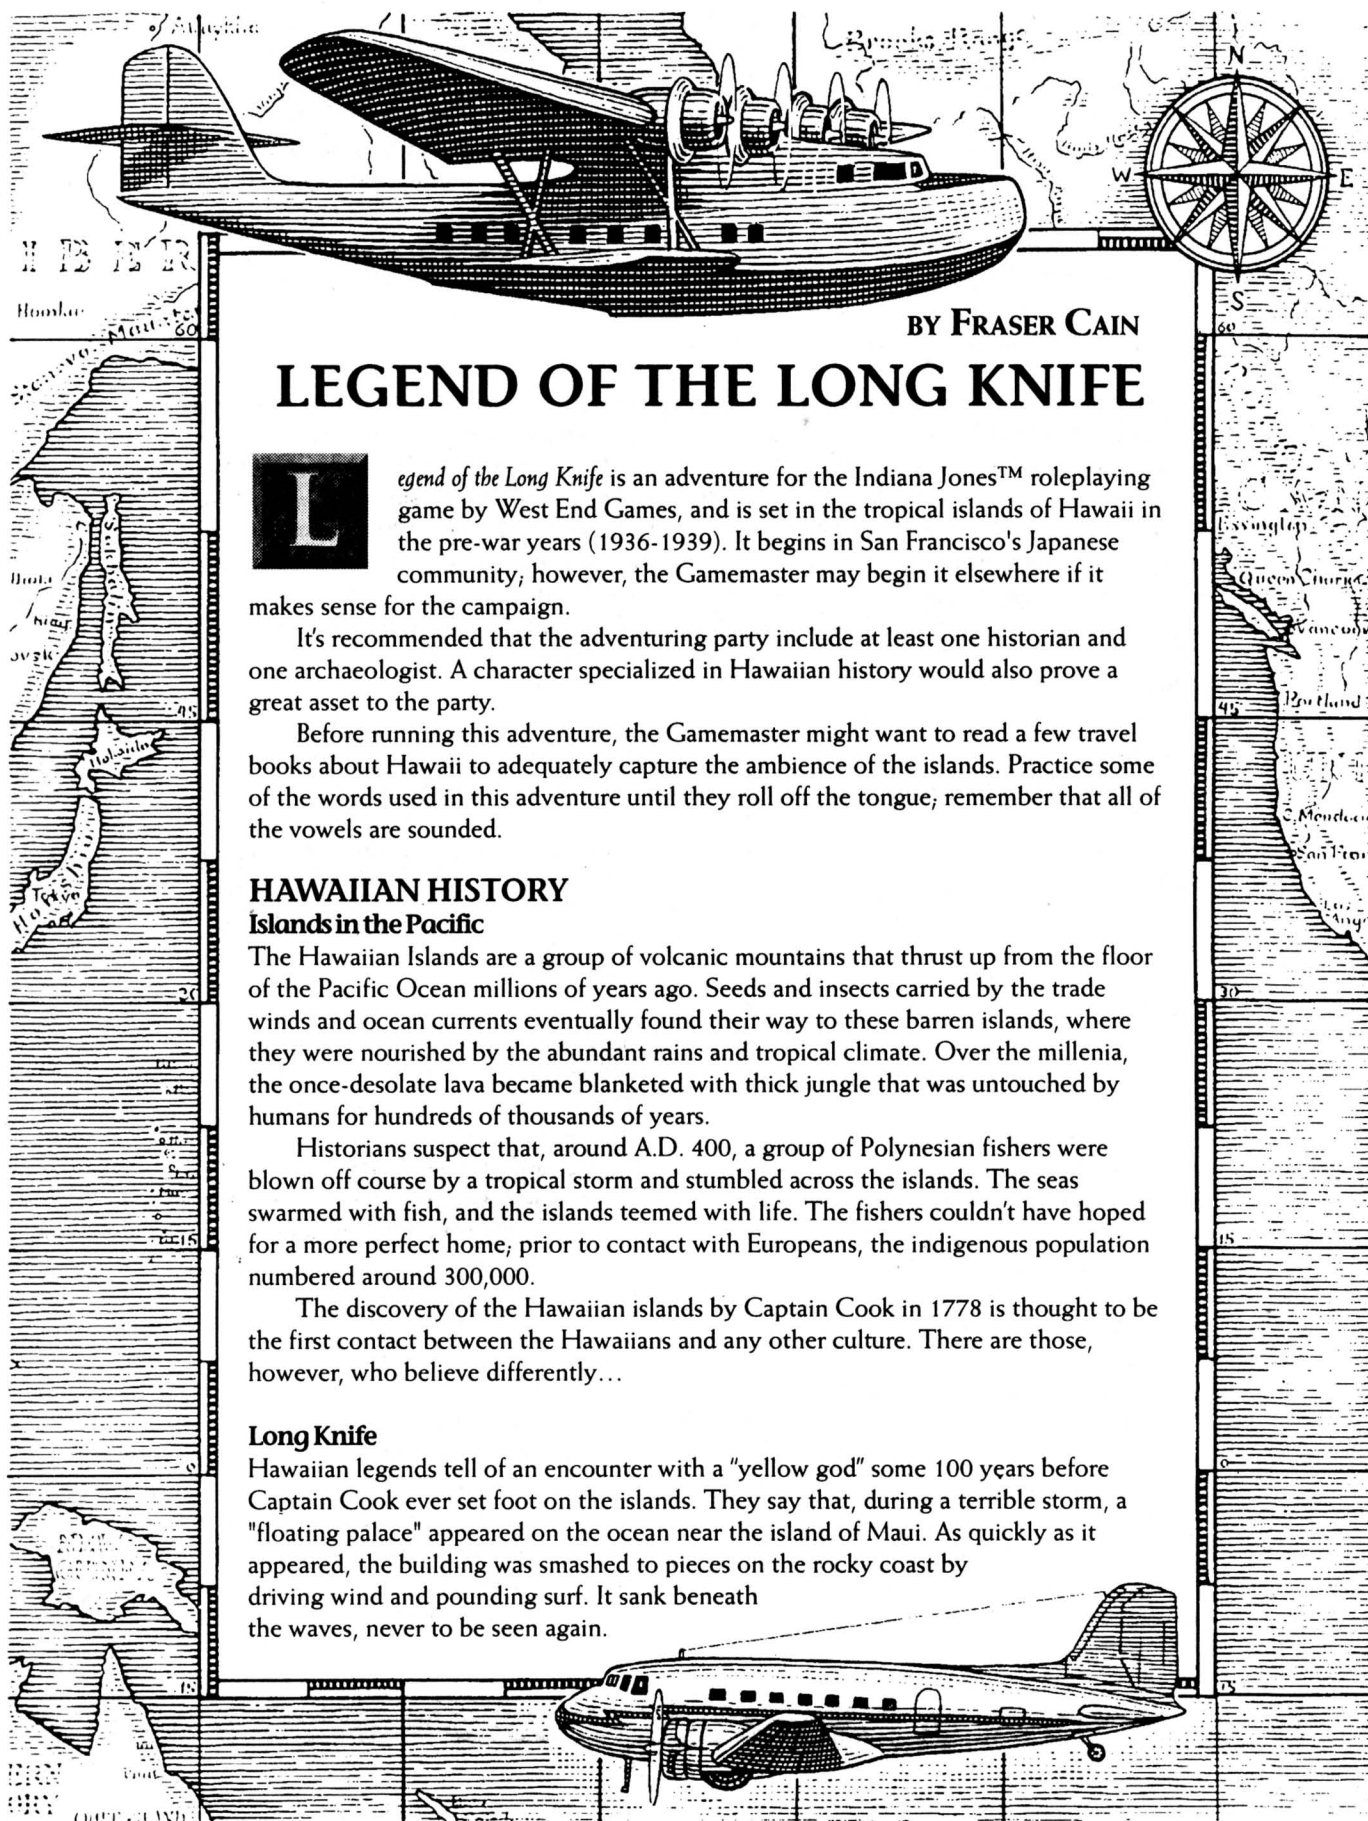 N
W
E
S
60
60
BY FRASER CAIN
LEGEND OF THE LONG KNIFE
Legend of the Long Knife is an adventure for the Indiana Jones™ roleplaying
game by West End Games, and is set in the tropical islands of Hawaii in
the pre-war years (1936-1939). It begins in San Francisco's Japanese
community; however, the Gamemaster may begin it elsewhere if it
makes sense for the campaign.
It's recommended that the adventuring party include at least one historian and
one archaeologist. A character specialized in Hawaiian history would also prove a
great asset to the party.
Before running this adventure, the Gamemaster might want to read a few travel
books about Hawaii to adequately capture the ambience of the islands. Practice some
of the words used in this adventure until they roll off the tongue; remember that all of
the vowels are sounded.
45
45
HAWAIIAN HISTORY
Islands in the Pacific
The Hawaiian Islands are a group of volcanic mountains that thrust up from the floor
of the Pacific Ocean millions of years ago. Seeds and insects carried by the trade
winds and ocean currents eventually found their way to these barren islands, where
they were nourished by the abundant rains and tropical climate. Over the millenia,
the once-desolate lava became blanketed with thick jungle that was untouched by
humans for hundreds of thousands of years.
30
Historians suspect that, around A.D. 400, a group of Polynesian fishers were
blown off course by a tropical storm and stumbled across the islands. The seas
swarmed with fish, and the islands teemed with life. The fishers couldn't have hoped
for a more perfect home; prior to contact with Europeans, the indigenous population
numbered around 300,000.
15
15
The discovery of the Hawaiian islands by Captain Cook in 1778 is thought to be
the first contact between the Hawaiians and any other culture. There are those,
however, who believe differently...
Long Knife
Hawaiian legends tell of an encounter with a "yellow god" some 100 years before
Captain Cook ever set foot on the islands. They say that, during a terrible storm, a
"floating palace" appeared on the ocean near the island of Maui. As quickly as it
appeared, the building was smashed to pieces on the rocky coast by
driving wind and pounding surf. It sank beneath
the waves, never to be seen again.
0
0
15
15